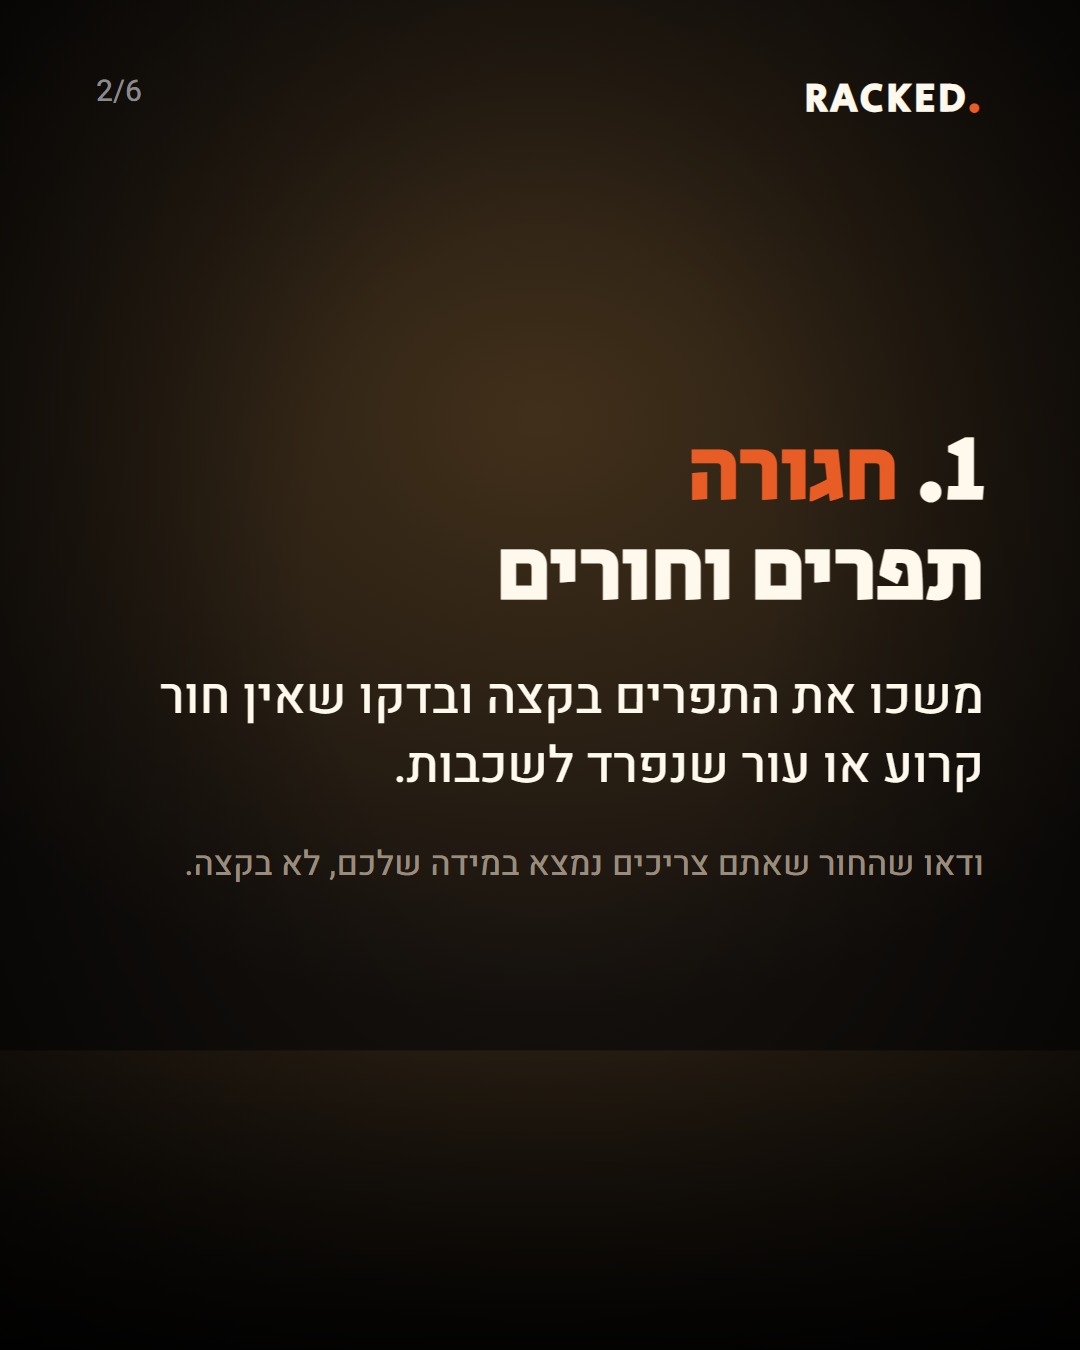 RACKED.
2/6
1. חגורה
תפרים וחורים
משכו את התפרים בקצה ובדקו שאין חור
קרוע או עור שנפרד לשכבות.
ודאו שהחור שאתם צריכים נמצא במידה שלכם, לא בקצה.